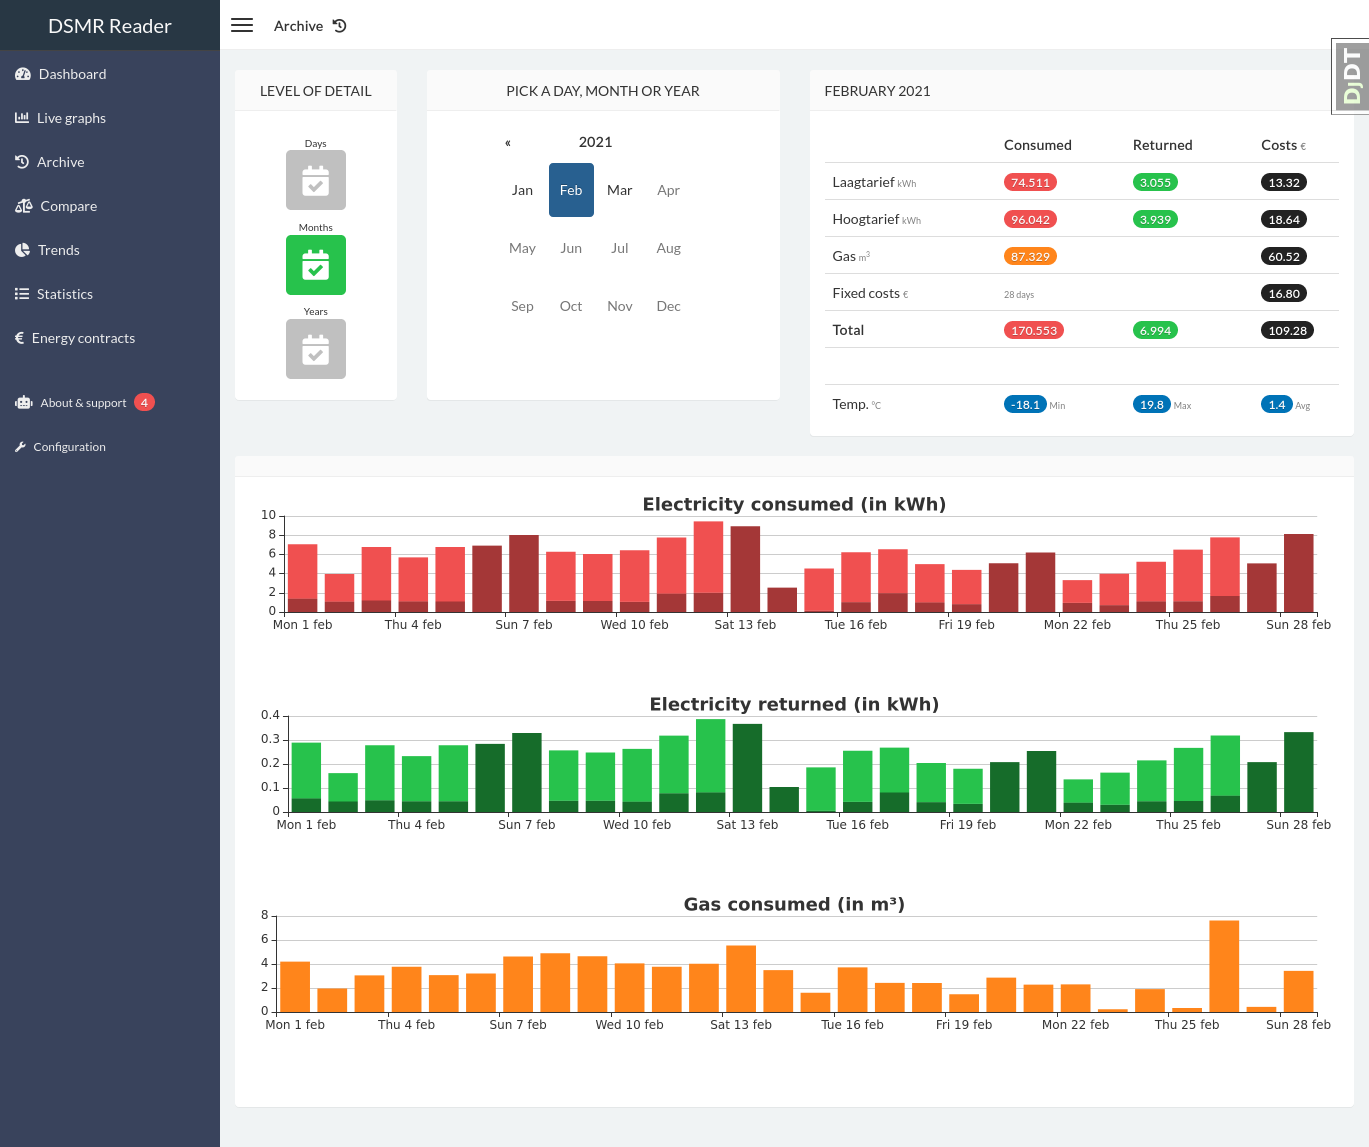 DSMR Reader
Archive
DjDT
Dashboard
Live graphs
Archive
Compare
Trends
Statistics
€ Energy contracts
About & support 4
Configuration
LEVEL OF DETAIL
Days
Months
Years
PICK A DAY, MONTH OR YEAR
« 2021
Jan Feb Mar Apr
May Jun Jul Aug
Sep Oct Nov Dec
FEBRUARY 2021
Consumed Returned Costs €
Laagtarief kWh 74.511 3.055 13.32
Hoogtarief kWh 96.042 3.939 18.64
Gas m³ 87.329 60.52
Fixed costs € 28 days 16.80
Total 170.553 6.994 109.28
Temp. °C -18.1 Min 19.8 Max 1.4 Avg
Electricity consumed (in kWh)
10
8
6
4
2
0
Mon 1 feb Thu 4 feb Sun 7 feb Wed 10 feb Sat 13 feb Tue 16 feb Fri 19 feb Mon 22 feb Thu 25 feb Sun 28 feb
Electricity returned (in kWh)
0.4
0.3
0.2
0.1
0
Mon 1 feb Thu 4 feb Sun 7 feb Wed 10 feb Sat 13 feb Tue 16 feb Fri 19 feb Mon 22 feb Thu 25 feb Sun 28 feb
Gas consumed (in m³)
8
6
4
2
0
Mon 1 feb Thu 4 feb Sun 7 feb Wed 10 feb Sat 13 feb Tue 16 feb Fri 19 feb Mon 22 feb Thu 25 feb Sun 28 feb